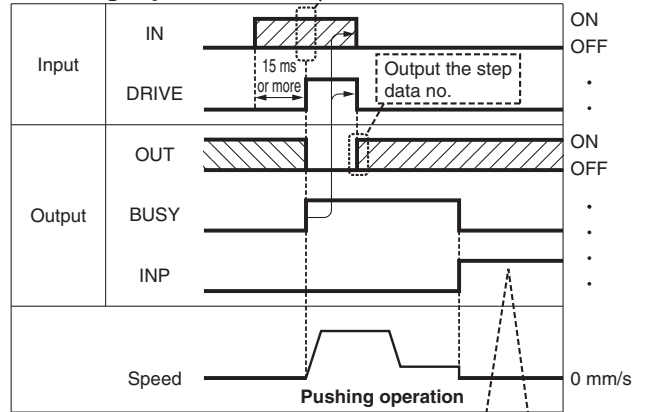 IN
ON
OFF
Input
15 ms
or more
Output the step
data no.
DRIVE
OUT
ON
OFF
Output
BUSY
INP
Speed
0 mm/s
Pushing operation